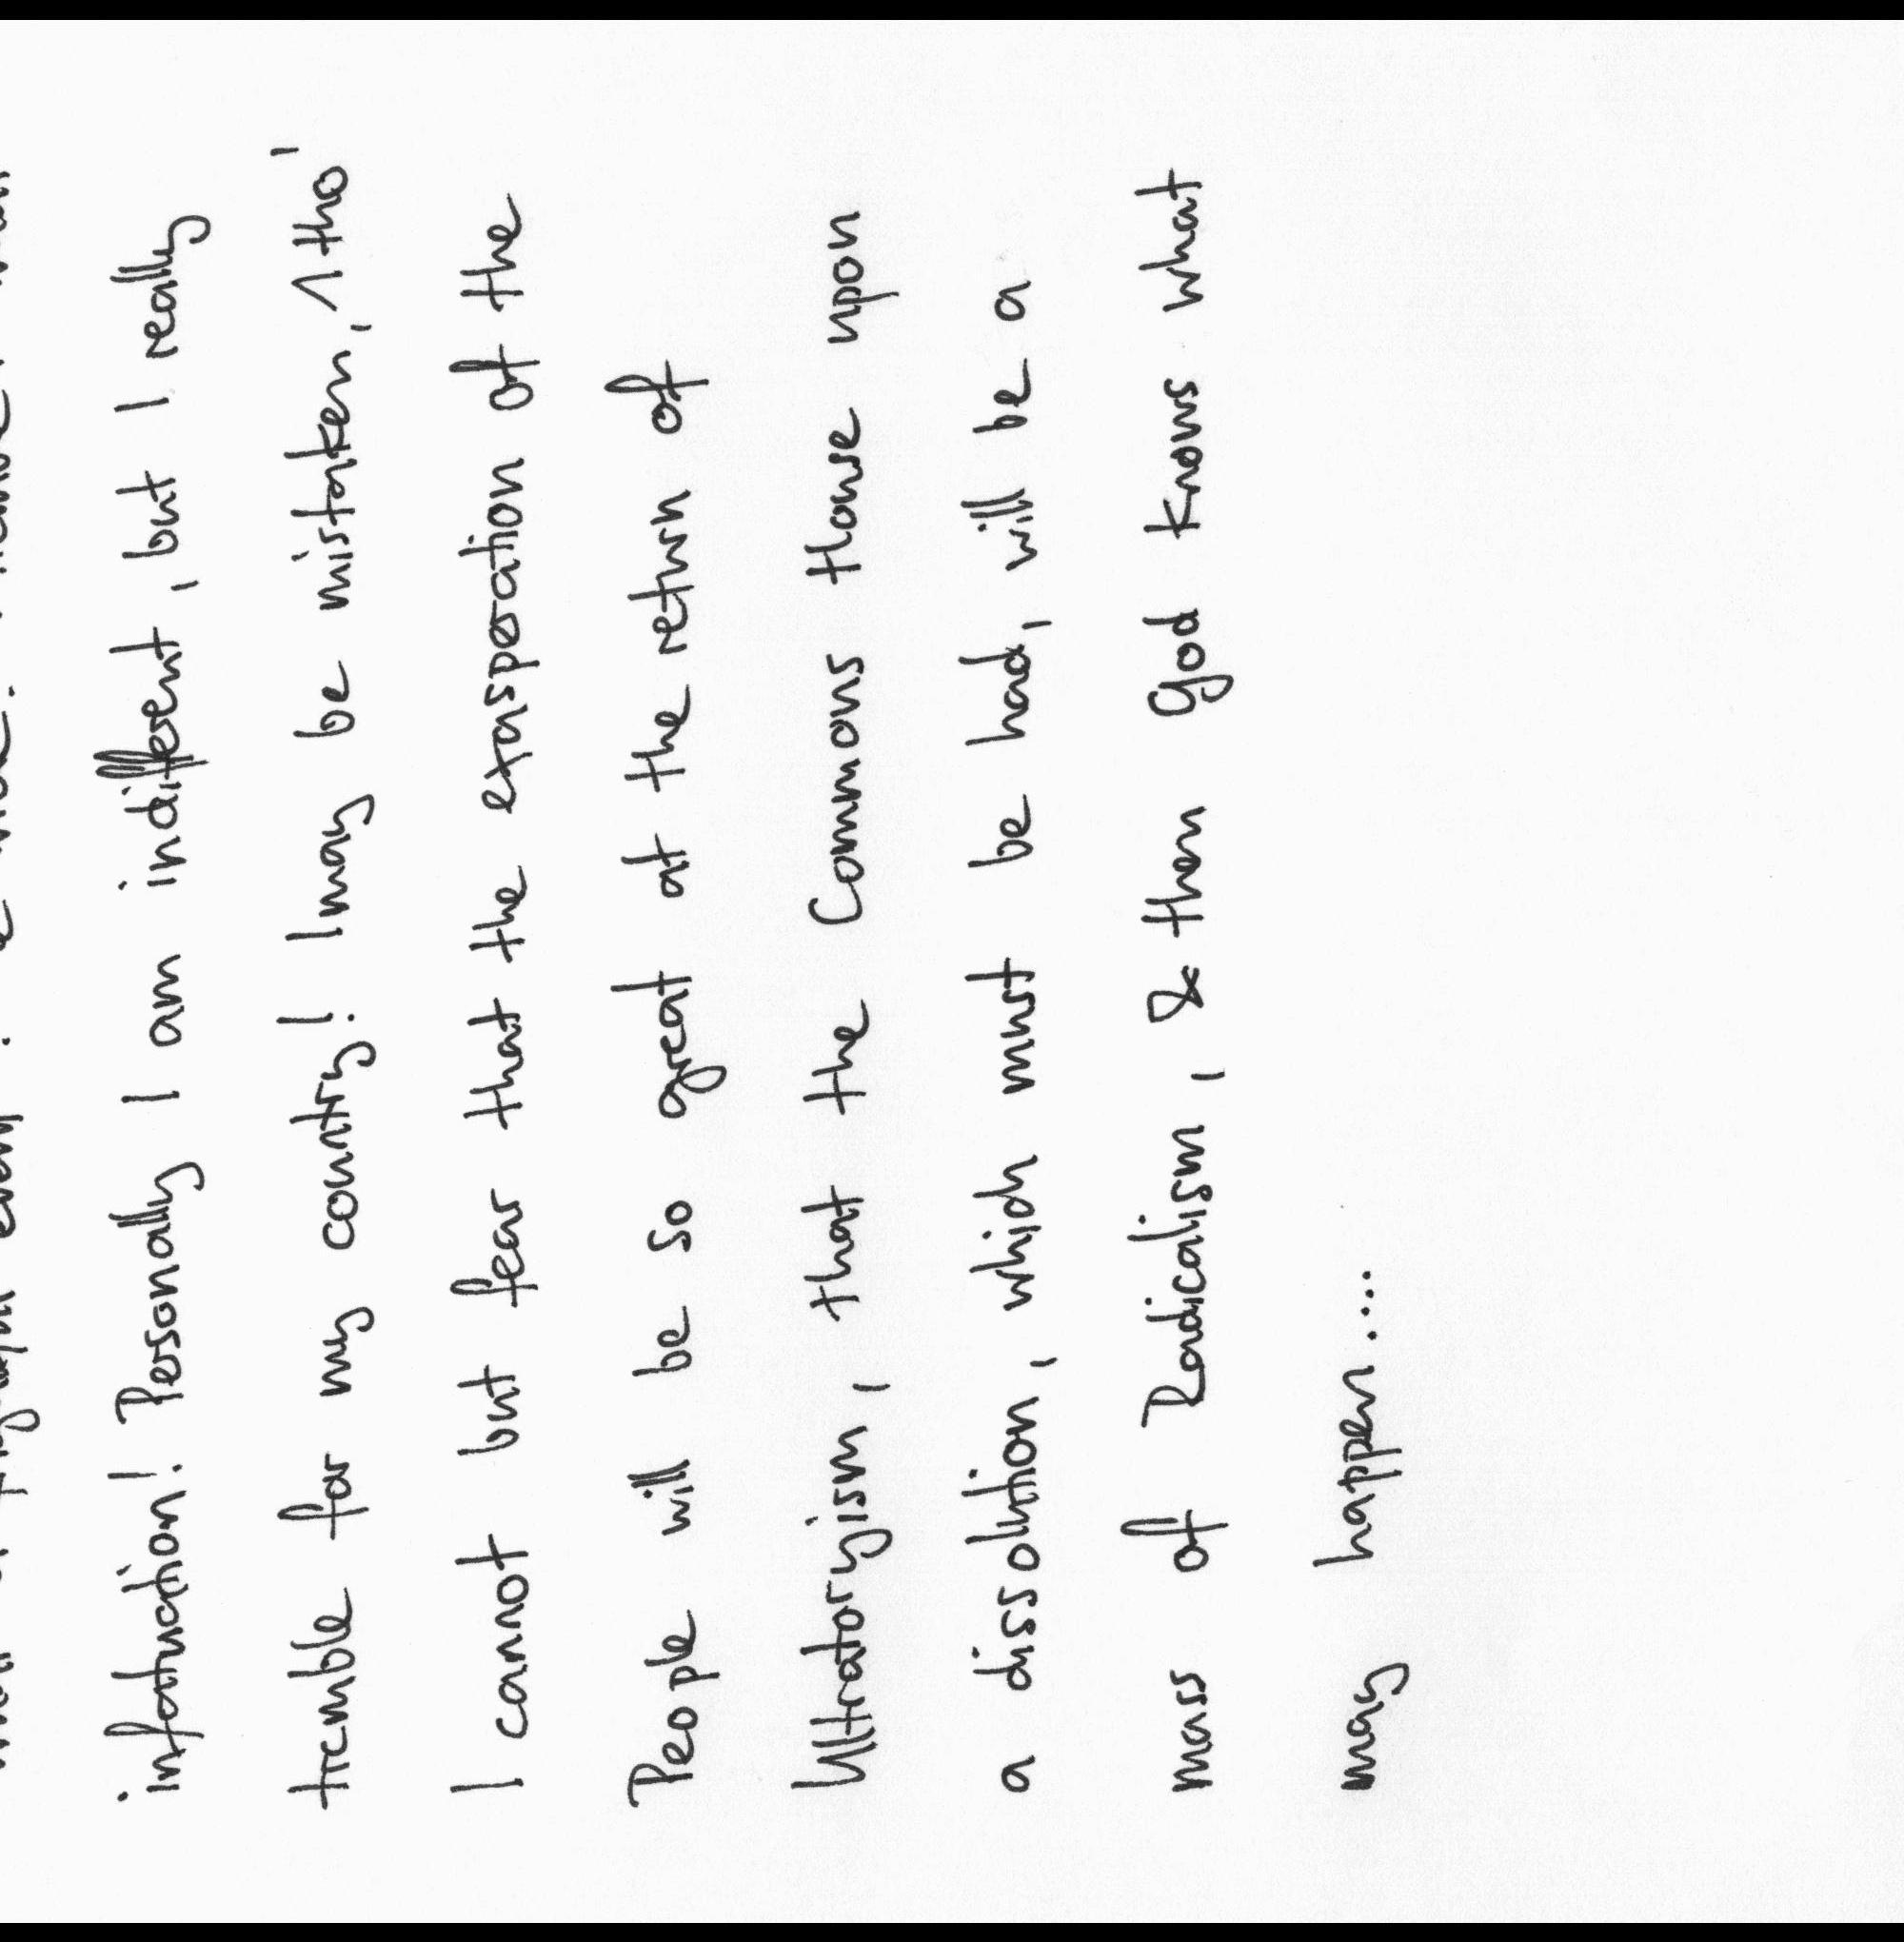 infatuation! Personally I am indifferent, but I really
tremble for my country! I may be mistaken, / tho'
I cannot but fear that the exasperation of the
People will be so great at the return of
Ultratoryism, that the Commons House upon
a dissolution, which must be had, will be a
mass of Radicalism, & then God knows what
may happen....